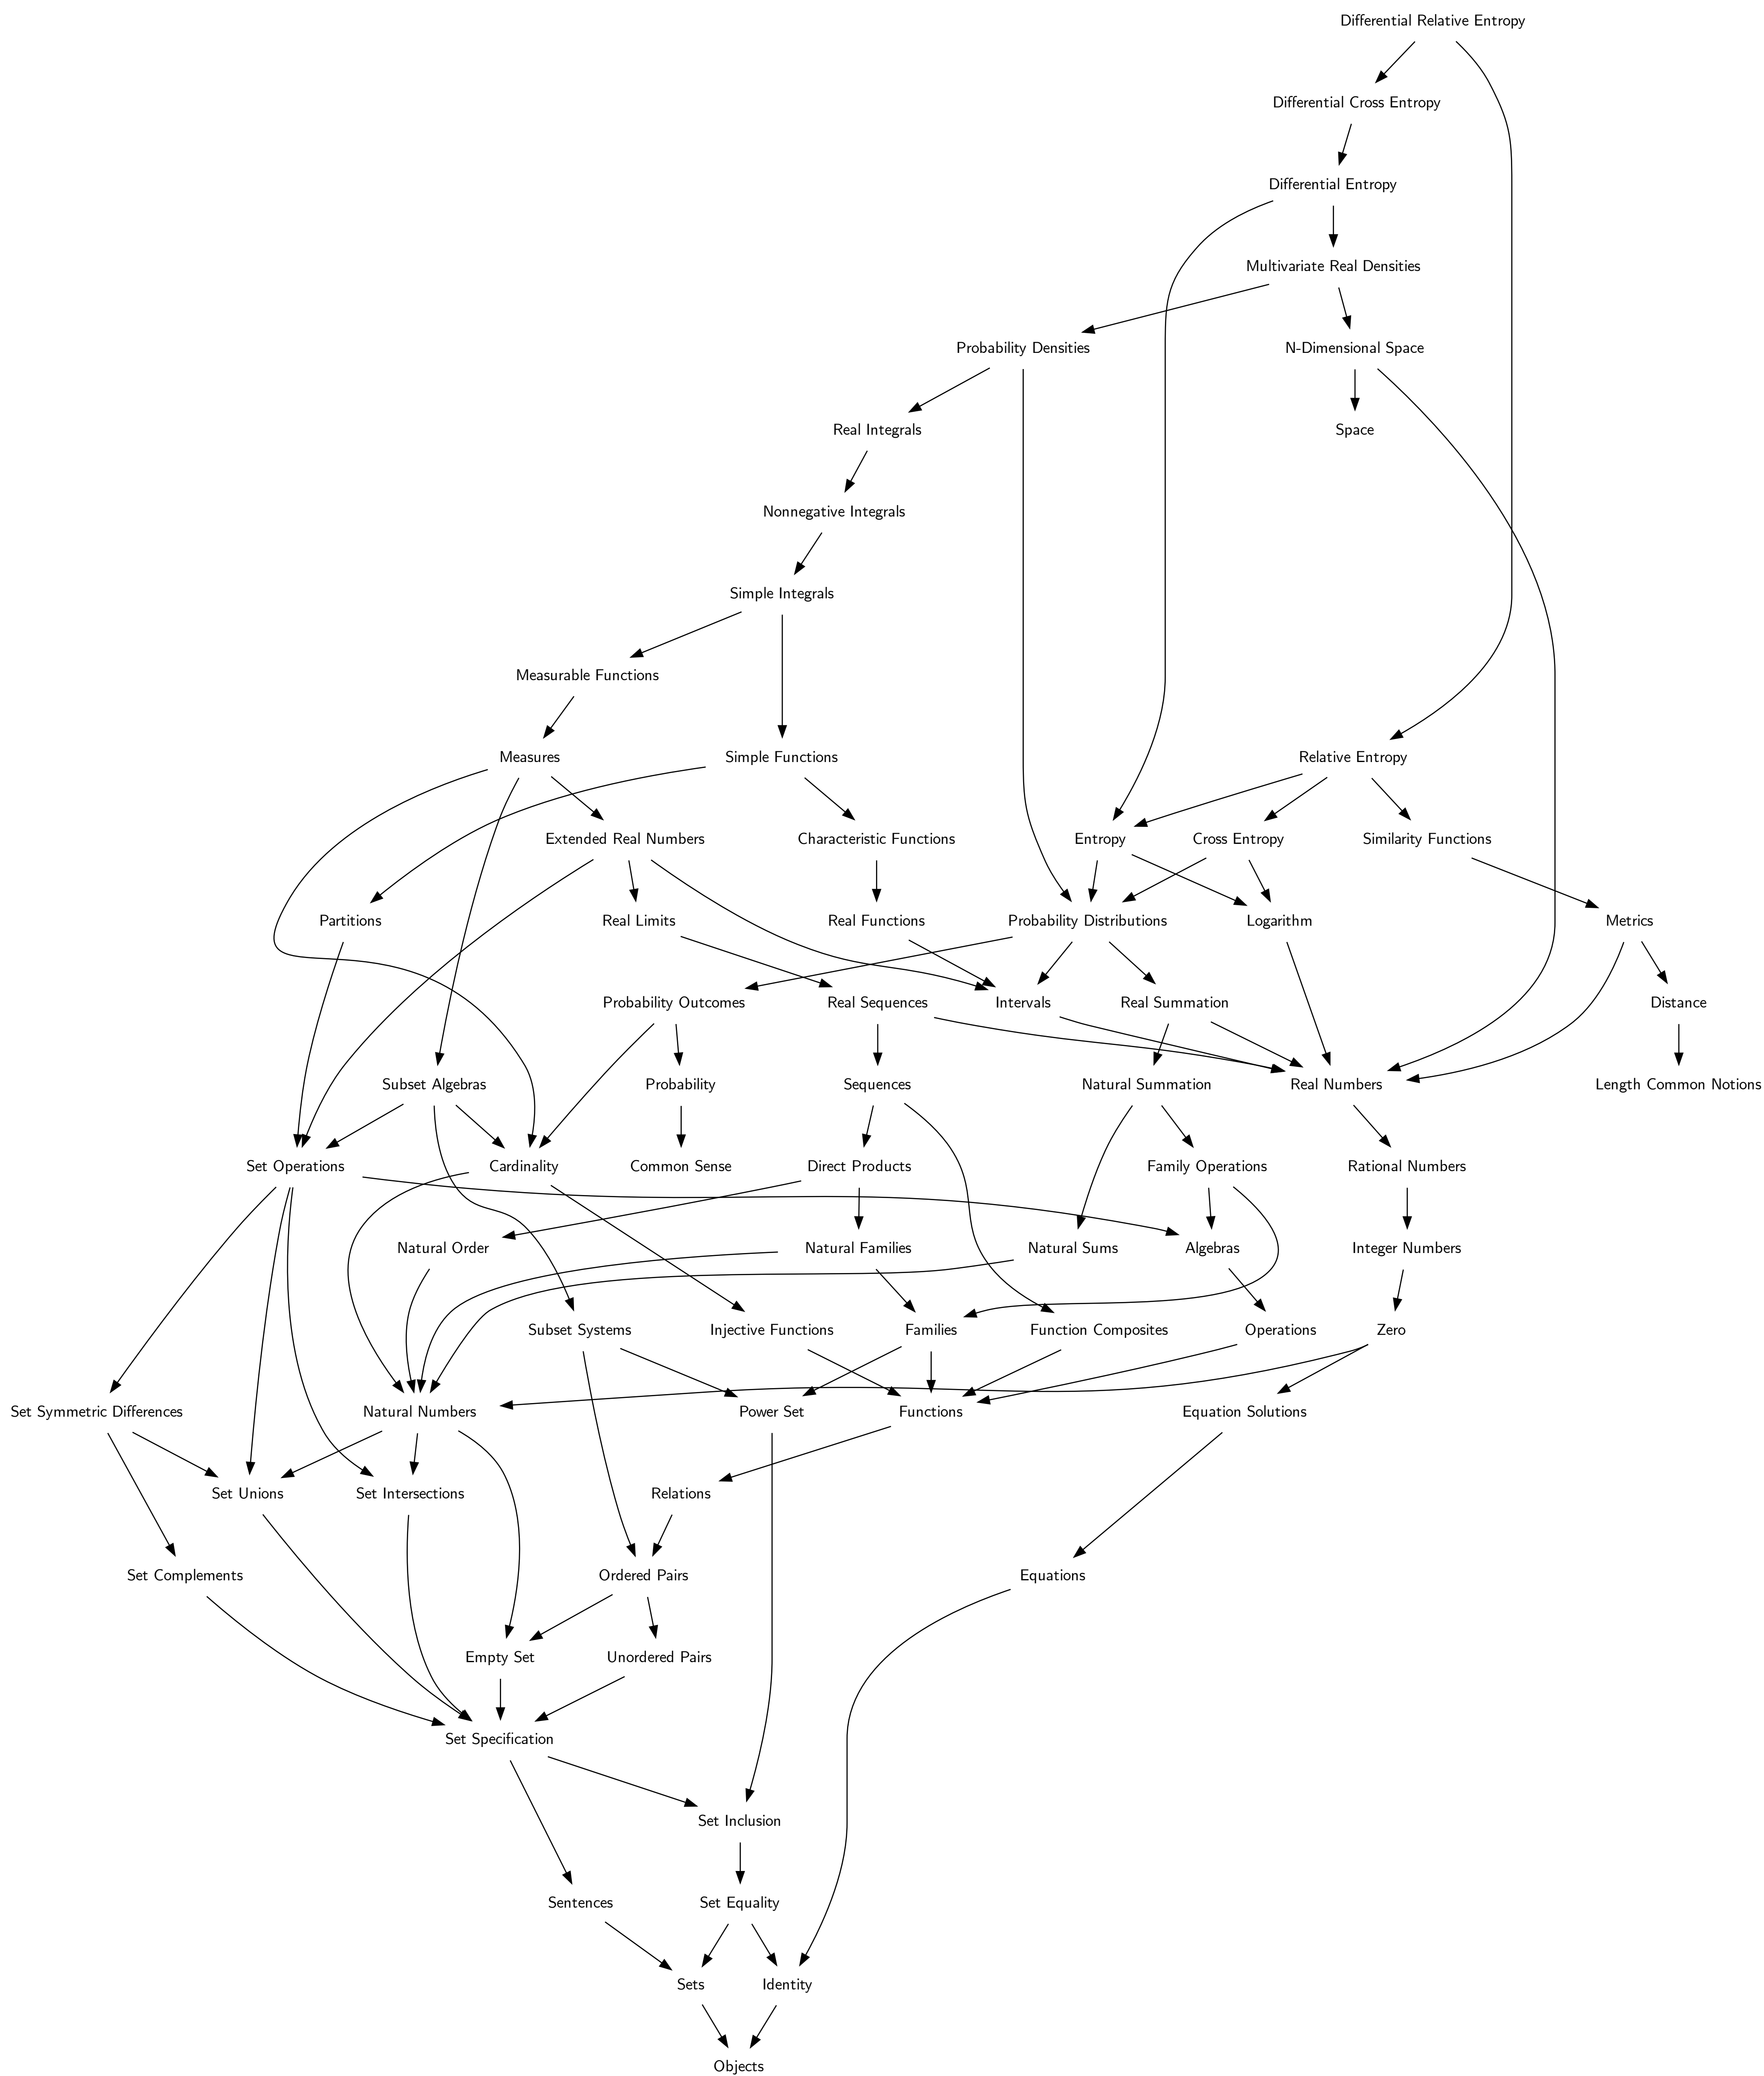 Differential Relative Entropy
Differential Cross Entropy
Differential Entropy
Multivariate Real Densities
Probability Densities
N-Dimensional Space
Real Integrals
Space
Nonnegative Integrals
Simple Integrals
Measurable Functions
Measures
Simple Functions
Relative Entropy
Extended Real Numbers
Characteristic Functions
Entropy
Cross Entropy
Similarity Functions
Partitions
Real Limits
Real Functions
Probability Distributions
Logarithm
Metrics
Probability Outcomes
Real Sequences
Intervals
Real Summation
Distance
Subset Algebras
Probability
Sequences
Natural Summation
Real Numbers
Length Common Notions
Set Operations
Cardinality
Common Sense
Direct Products
Family Operations
Rational Numbers
Natural Order
Natural Families
Natural Sums
Algebras
Integer Numbers
Subset Systems
Injective Functions
Families
Function Composites
Operations
Zero
Set Symmetric Differences
Natural Numbers
Power Set
Functions
Equation Solutions
Set Unions
Set Intersections
Relations
Set Complements
Ordered Pairs
Equations
Empty Set
Unordered Pairs
Set Specification
Set Inclusion
Sentences
Set Equality
Sets
Identity
Objects